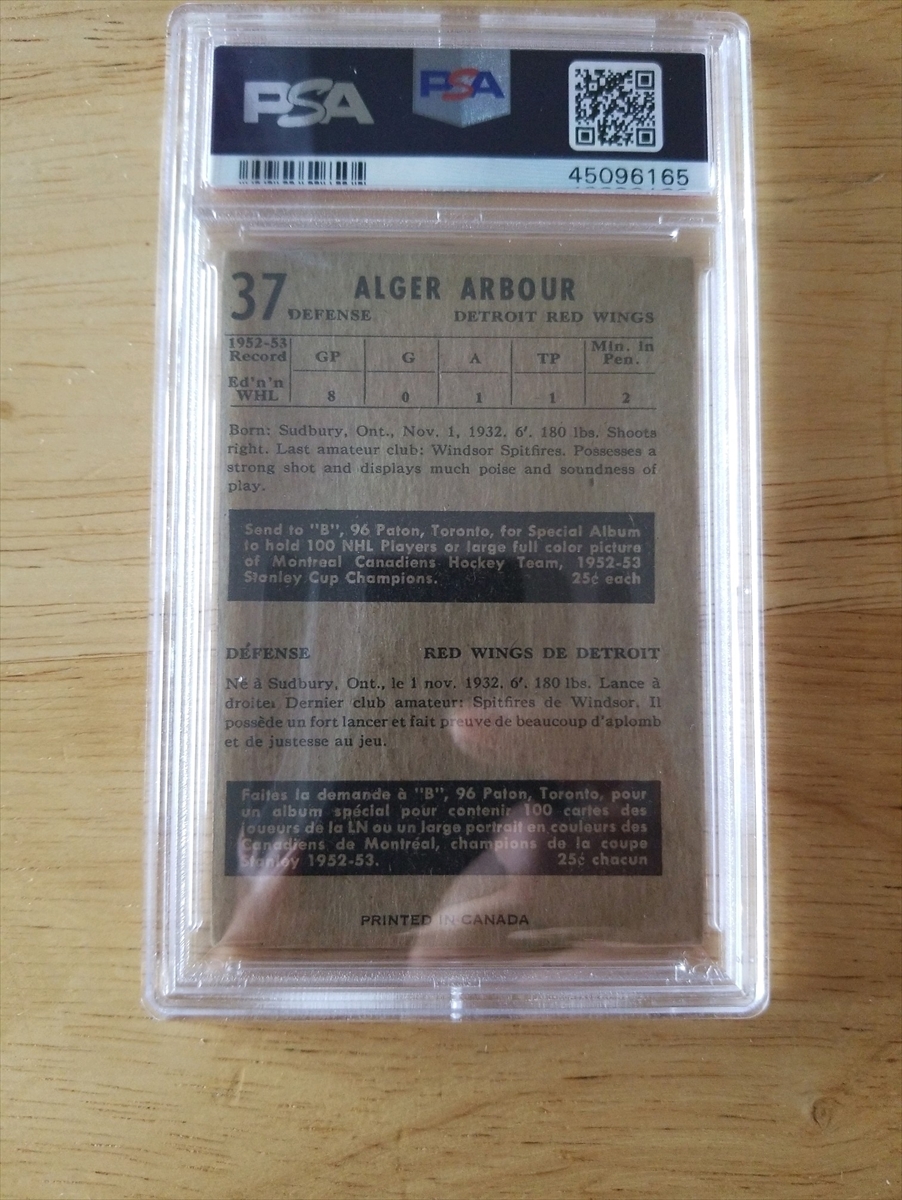 PSA PSA
45096165
37 ALGER ARBOUR
DEFENSE DETROIT RED WINGS
1952-53 Record GP G A TP Min. in Pen.
Ed'n'n WHL 8 0 1 1 2
Born: Sudbury, Ont., Nov. 1, 1932. 6'. 180 lbs. Shoots
right. Last amateur club: Windsor Spitfires. Possesses a
strong shot and displays much poise and soundness of
play.
Send to "B", 96 Paton, Toronto, for Special Album
to hold 100 NHL Players or large full color picture
of Montreal Canadiens Hockey Team, 1952-53
Stanley Cup Champions. 25¢ each
DÉFENSE RED WINGS DE DETROIT
Né à Sudbury, Ont., le 1 nov. 1932. 6'. 180 lbs. Lance à
droite. Dernier club amateur: Spitfires de Windsor. Il
possède un fort lancer et fait preuve de beaucoup d'aplomb
et de justesse au jeu.
Faites la demande à "B", 96 Paton, Toronto, pour
un album spécial pour contenir 100 cartes des
joueurs de la LN ou un large portrait en couleurs des
Canadiens de Montréal, champions de la coupe
Stanley 1952-53. 25¢ chacun
PRINTED IN CANADA